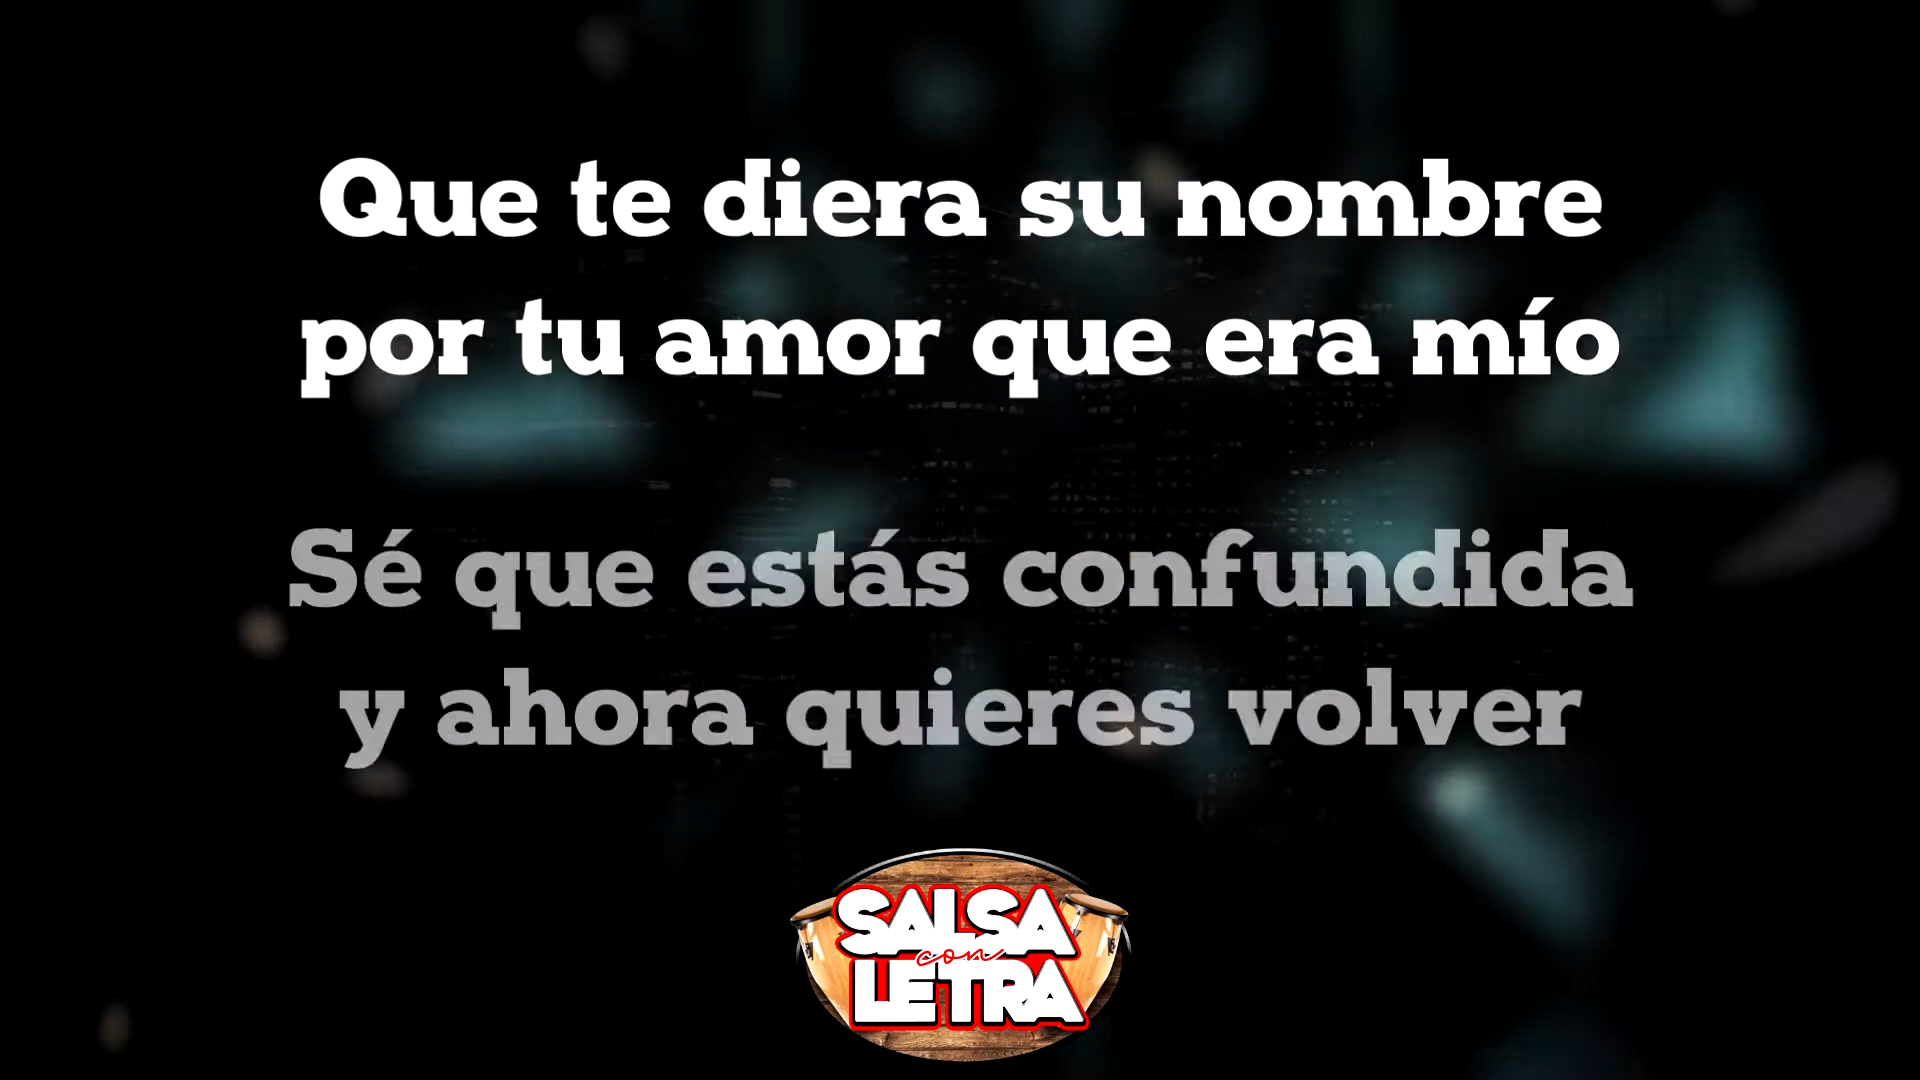 Que te diera su nombre
por tu amor que era mío
Sé que estás confundida
y ahora quieres volver
SALSA
con
LETRA